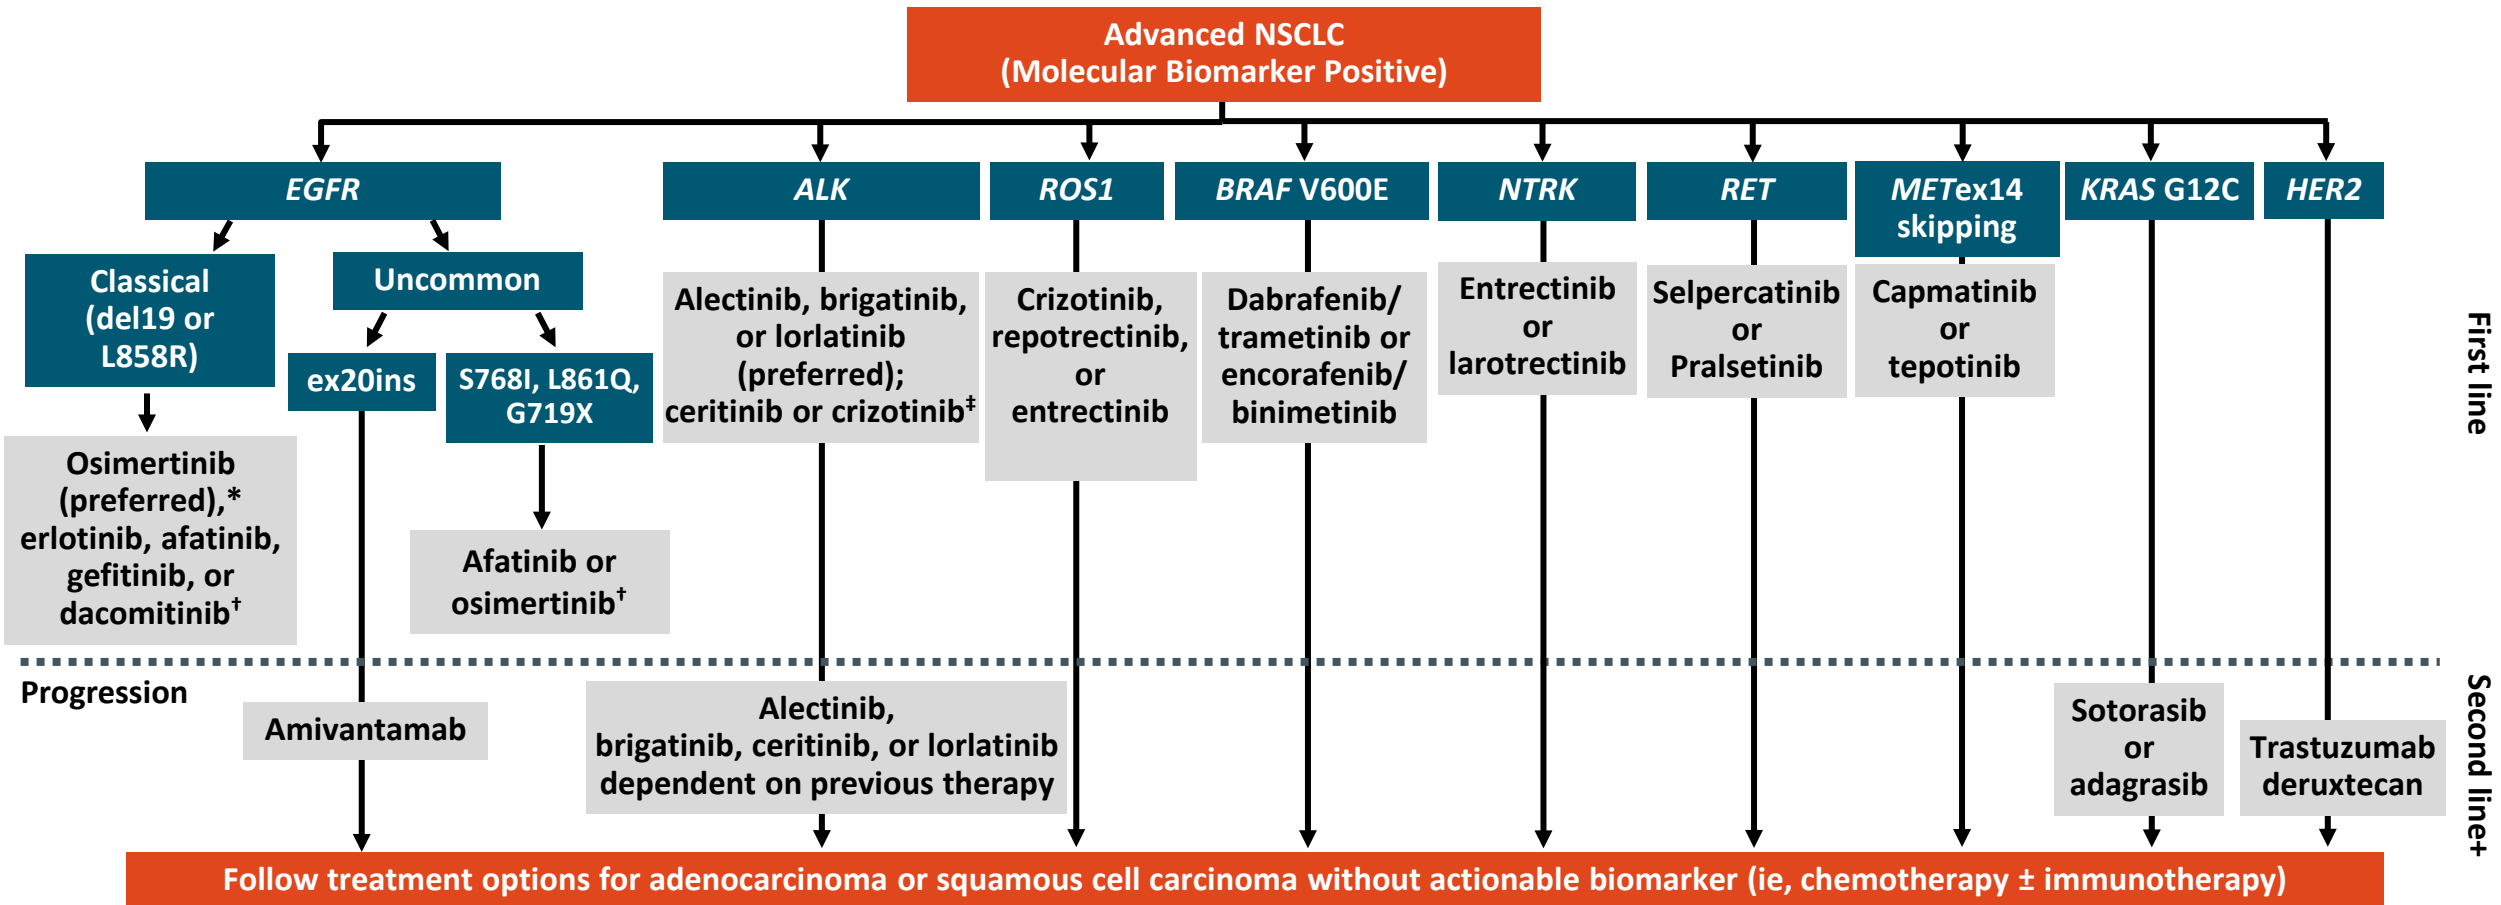 Advanced NSCLC
(Molecular Biomarker Positive)
EGFR
ALK
ROS1
BRAF V600E
NTRK
RET
METex14
skipping
KRAS G12C
HER2
Classical
(del19 or
L858R)
Uncommon
ex20ins
S768I, L861Q,
G719X
Osimertinib
(preferred),*
erlotinib, afatinib,
gefitinib, or
dacomitinib†
Afatinib or
osimertinib†
Alectinib, brigatinib,
or lorlatinib
(preferred);
ceritinib or crizotinib‡
Crizotinib,
repotrectinib,
or
entrectinib
Dabrafenib/
trametinib or
encorafenib/
binimetinib
Entrectinib
or
larotrectinib
Selpercatinib
or
Pralsetinib
Capmatinib
or
tepotinib
First line
Progression
Amivantamab
Alectinib,
brigatinib, ceritinib, or lorlatinib
dependent on previous therapy
Sotorasib
or
adagrasib
Trastuzumab
deruxtecan
Second line+
Follow treatment options for adenocarcinoma or squamous cell carcinoma without actionable biomarker (ie, chemotherapy ± immunotherapy)